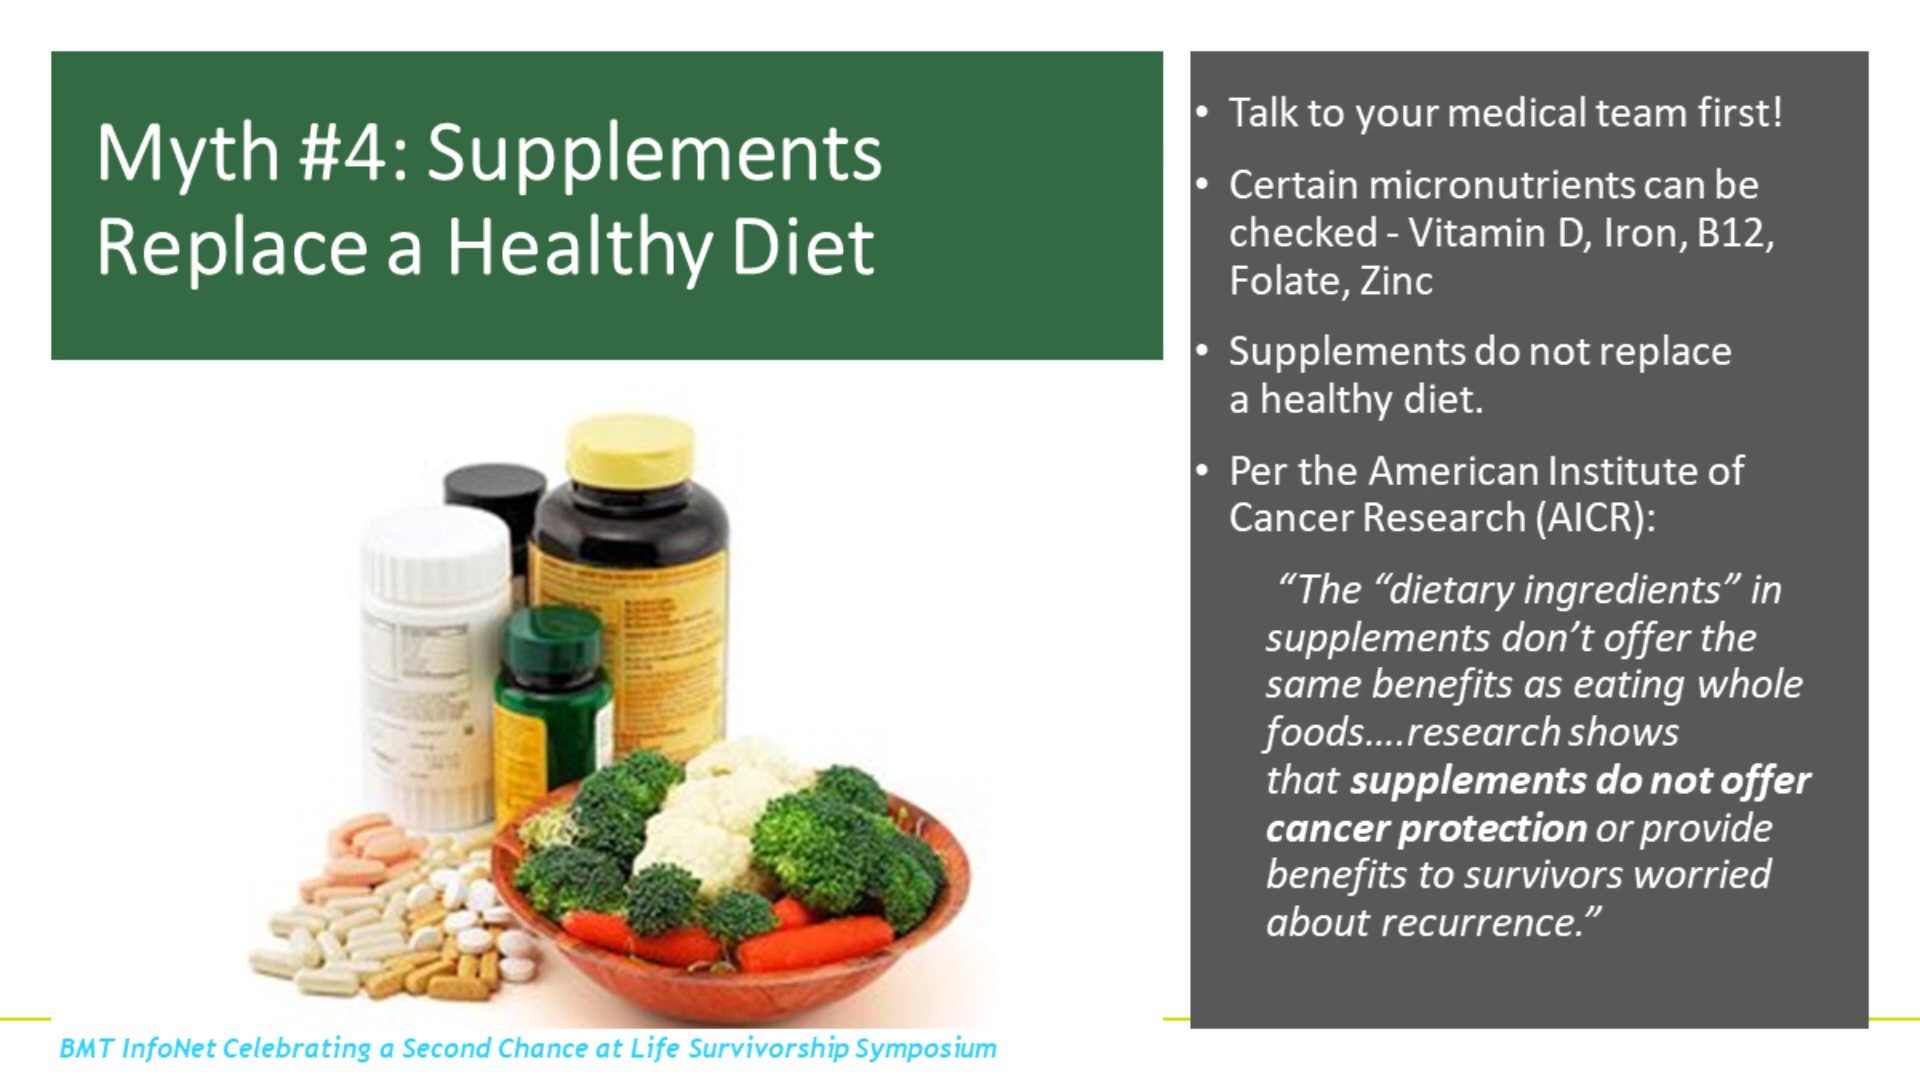 Myth #4: Supplements
Replace a Healthy Diet
• Talk to your medical team first!
• Certain micronutrients can be
checked - Vitamin D, Iron, B12,
Folate, Zinc
• Supplements do not replace
a healthy diet.
• Per the American Institute of
Cancer Research (AICR):
“The “dietary ingredients” in
supplements don’t offer the
same benefits as eating whole
foods....research shows
that supplements do not offer
cancer protection or provide
benefits to survivors worried
about recurrence.”
BMT InfoNet Celebrating a Second Chance at Life Survivorship Symposium